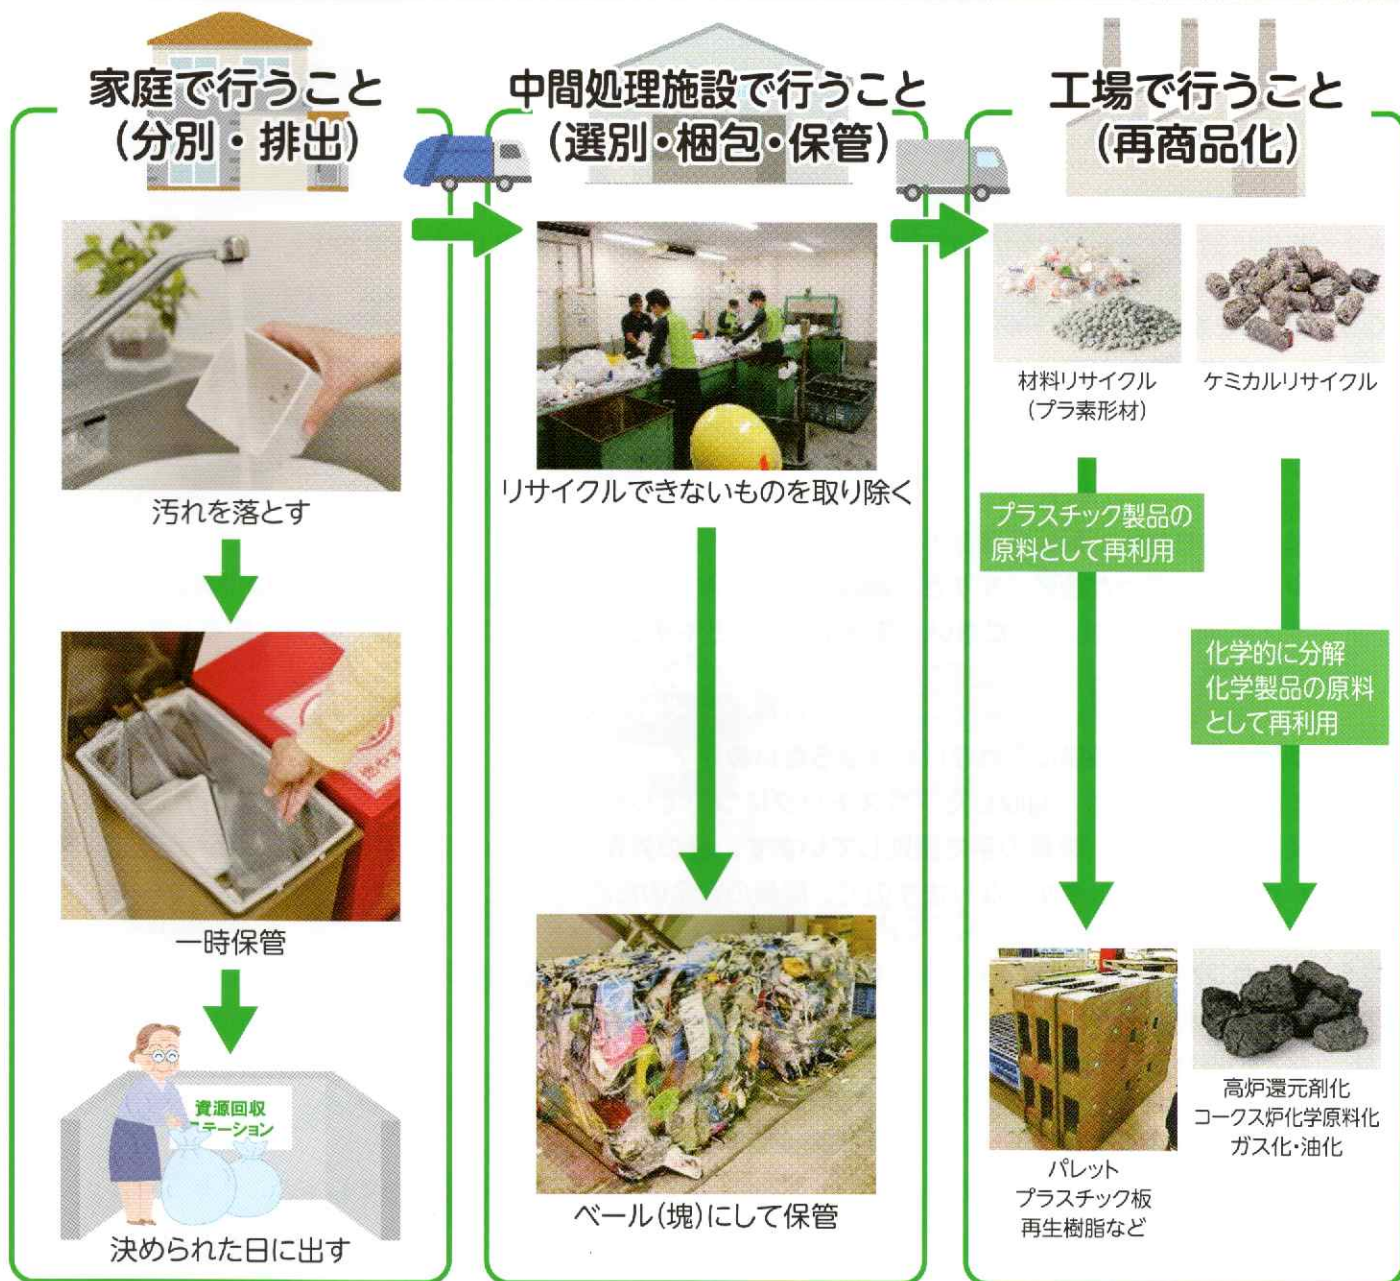 家庭で行うこと
(分別・排出)
汚れを落とす
一時保管
資源回収
ステーション
決められた日に出す
中間処理施設で行うこと
(選別・梱包・保管)
リサイクルできないものを取り除く
ベール(塊)にして保管
工場で行うこと
(再商品化)
材料リサイクル
(プラ素形材)
プラスチック製品の
原料として再利用
パレット
プラスチック板
再生樹脂など
ケミカルリサイクル
化学的に分解
化学製品の原料
として再利用
高炉還元剤化
コークス炉化学原料化
ガス化・油化